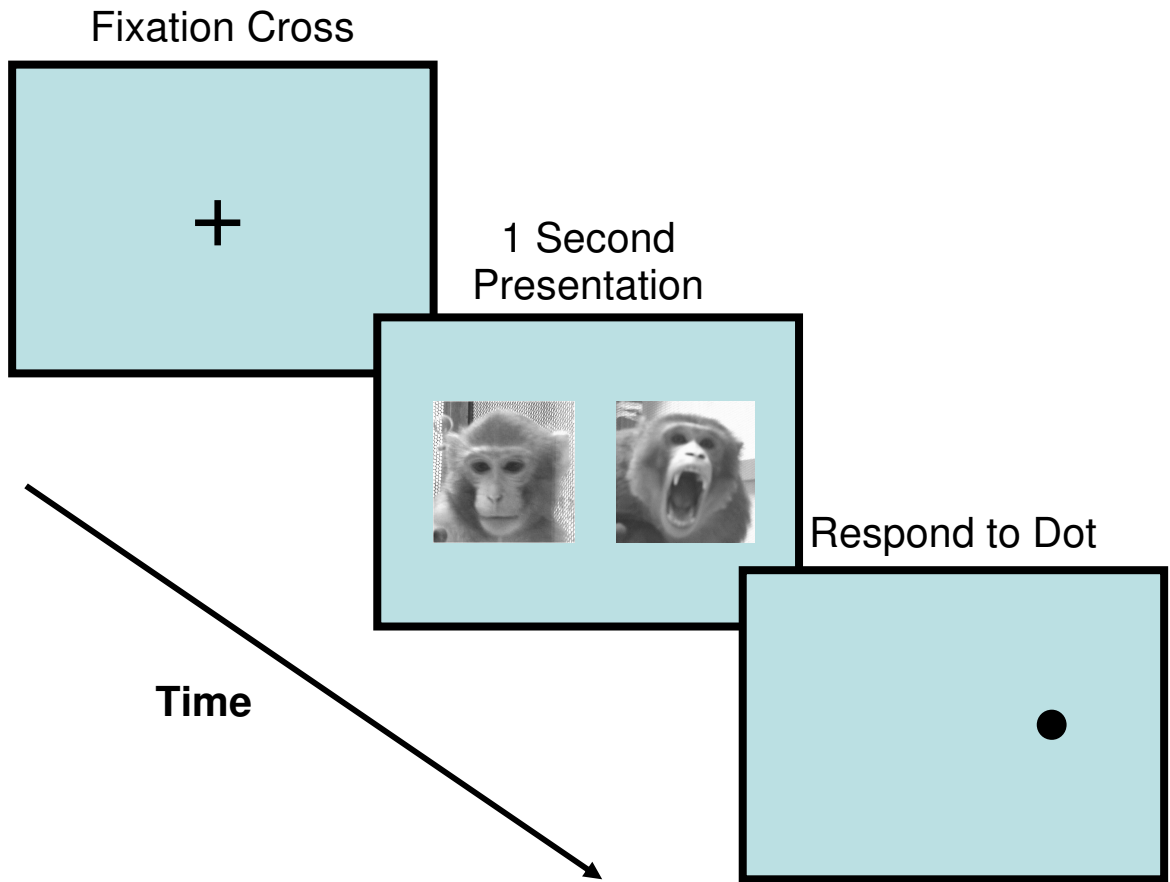 Fixation Cross
1 Second
Presentation
Respond to Dot
Time